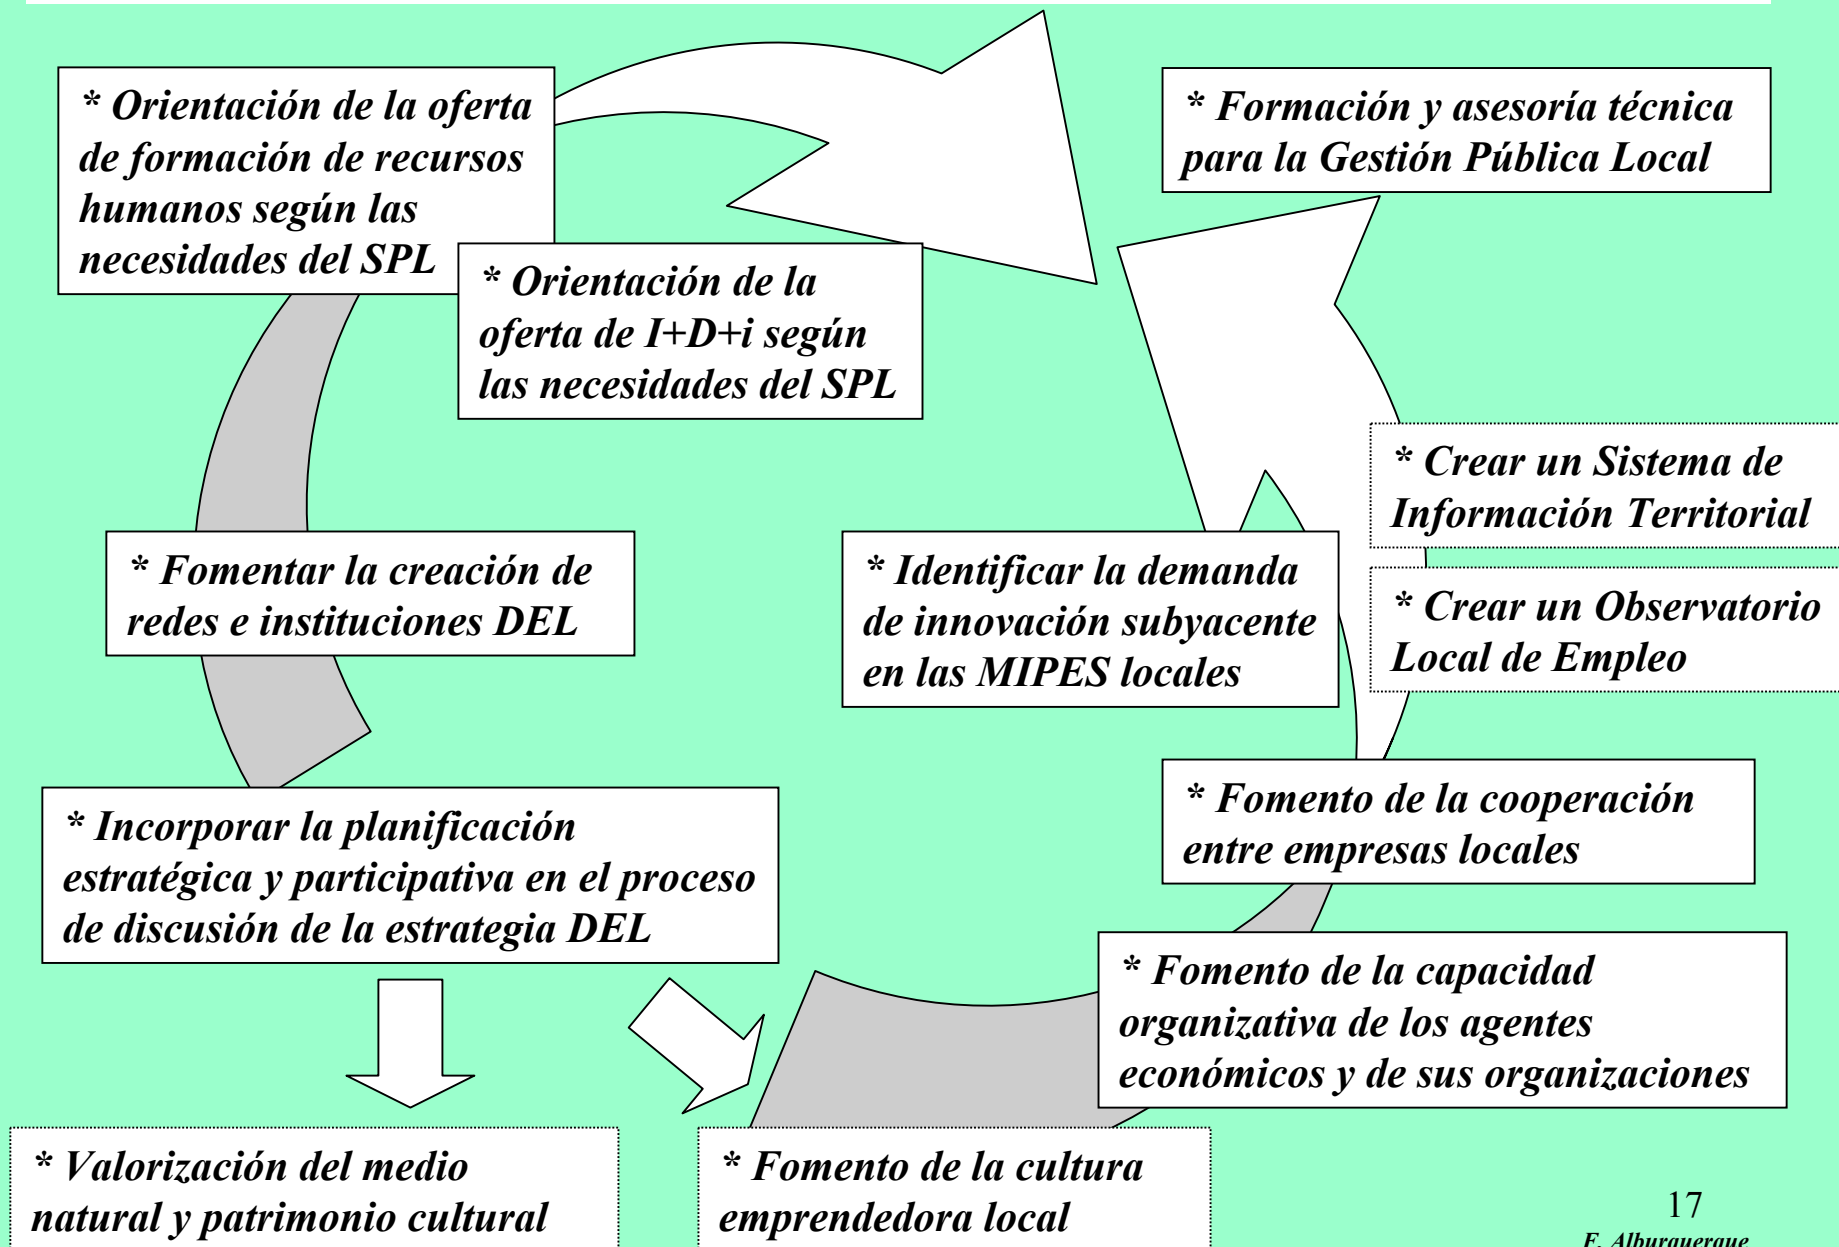 * Orientación de la oferta
de formación de recursos
humanos según las
necesidades del SPL
* Orientación de la
oferta de I+D+i según
las necesidades del SPL
* Formación y asesoría técnica
para la Gestión Pública Local
* Crear un Sistema de
Información Territorial
* Fomentar la creación de
redes e instituciones DEL
* Identificar la demanda
de innovación subyacente
en las MIPES locales
* Crear un Observatorio
Local de Empleo
* Incorporar la planificación
estratégica y participativa en el proceso
de discusión de la estrategia DEL
* Fomento de la cooperación
entre empresas locales
* Fomento de la capacidad
organizativa de los agentes
económicos y de sus organizaciones
* Valorización del medio
natural y patrimonio cultural
* Fomento de la cultura
emprendedora local
17
F. Alburquerque